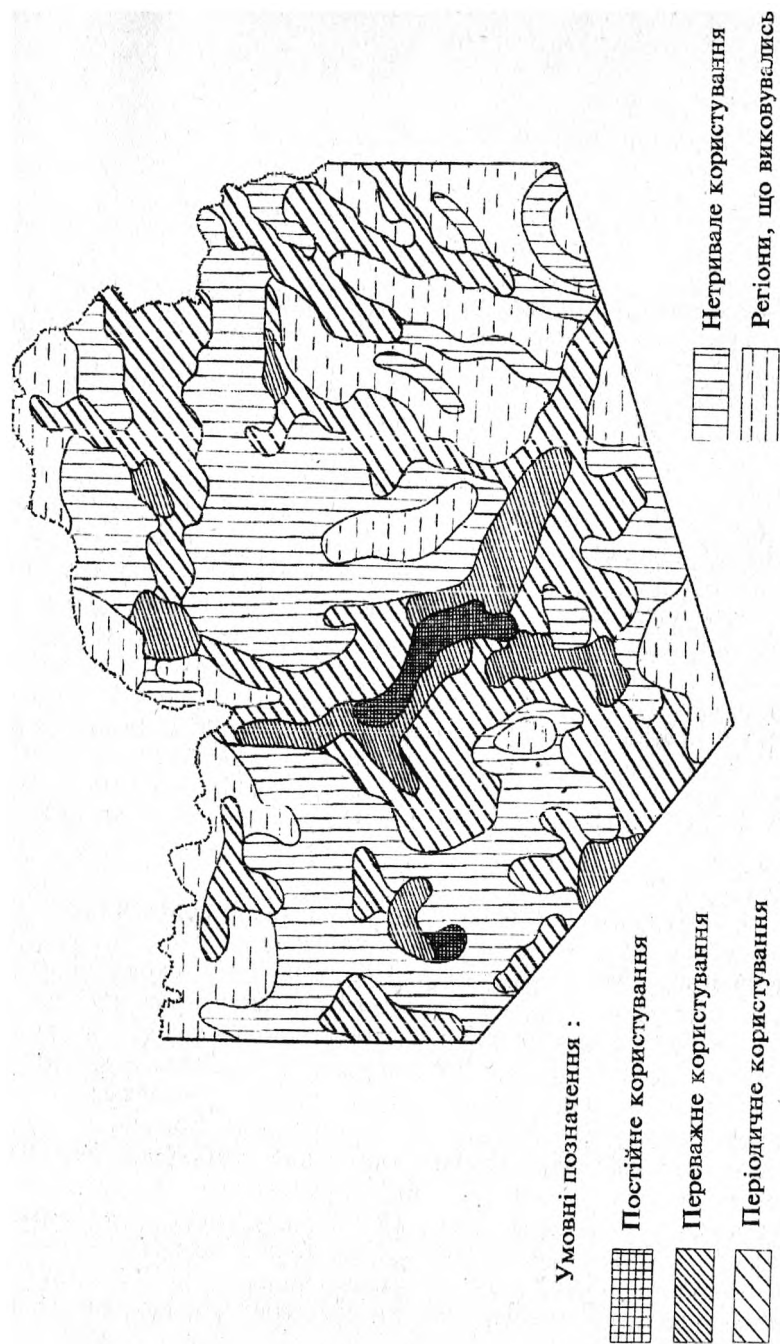 Умовні позначення :
Постійне користування
Переважне користування
Періодичне користування
Нетривале користування
Регіони, що виковувались